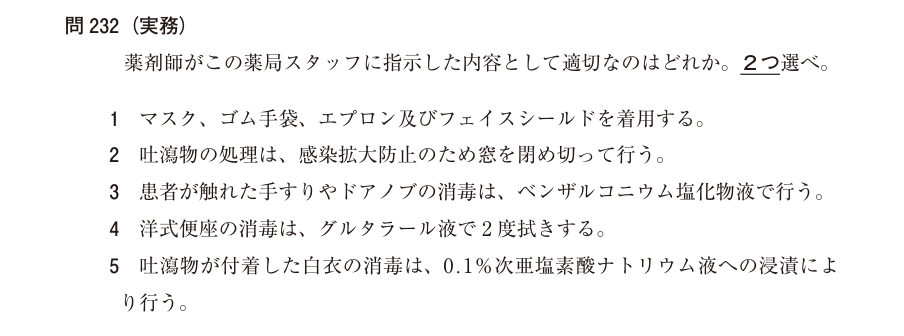 問 232（実務）
薬剤師がこの薬局スタッフに指示した内容として適切なのはどれか。２つ選べ。
1　マスク、ゴム手袋、エプロン及びフェイスシールドを着用する。
2　吐瀉物の処理は、感染拡大防止のため窓を閉め切って行う。
3　患者が触れた手すりやドアノブの消毒は、ベンザルコニウム塩化物液で行う。
4　洋式便座の消毒は、グルタラール液で２度拭きする。
5　吐瀉物が付着した白衣の消毒は、0.1％次亜塩素酸ナトリウム液への浸漬によ
り行う。